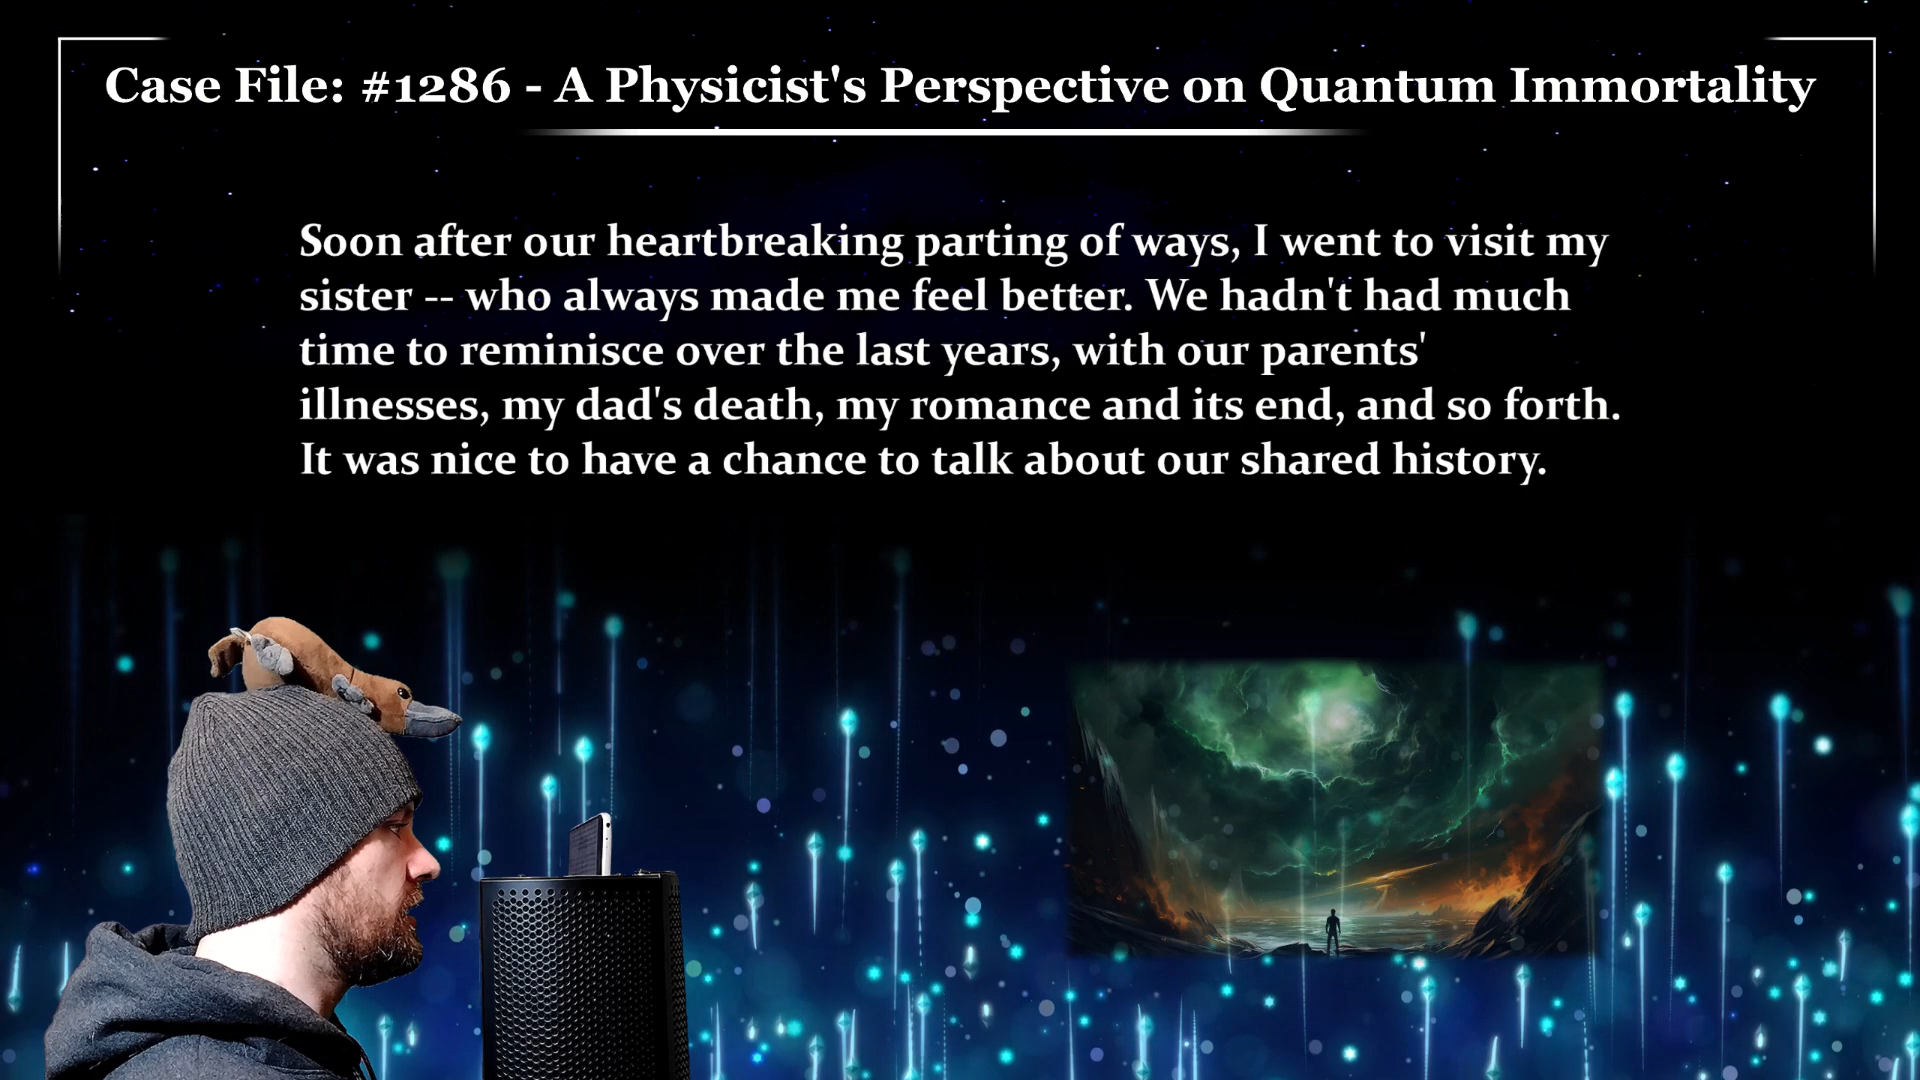 Case File: #1286 - A Physicist's Perspective on Quantum Immortality
Soon after our heartbreaking parting of ways, I went to visit my
sister -- who always made me feel better. We hadn't had much
time to reminisce over the last years, with our parents'
illnesses, my dad's death, my romance and its end, and so forth.
It was nice to have a chance to talk about our shared history.